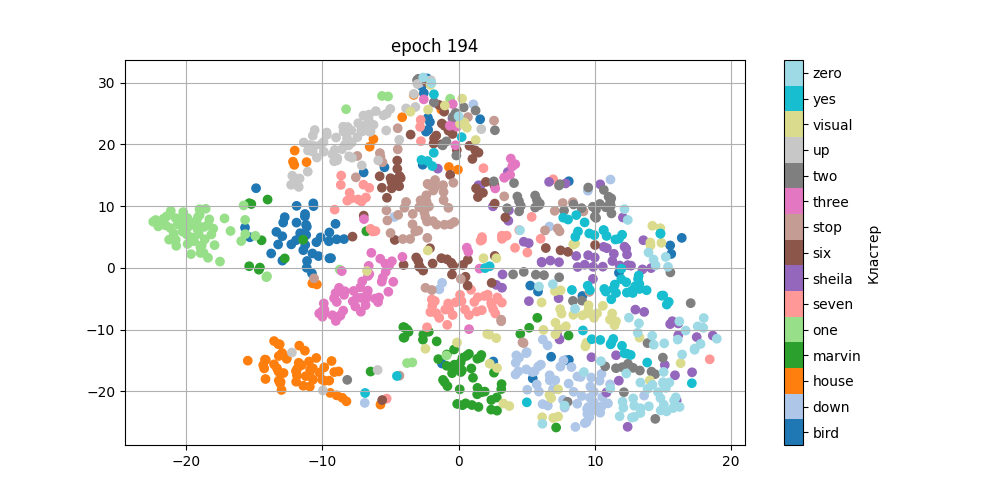 epoch 194
30
20
10
0
−10
−20
−20
−10
0
10
20
zero
yes
visual
up
two
three
stop
six
sheila
seven
one
marvin
house
down
bird
Кластер